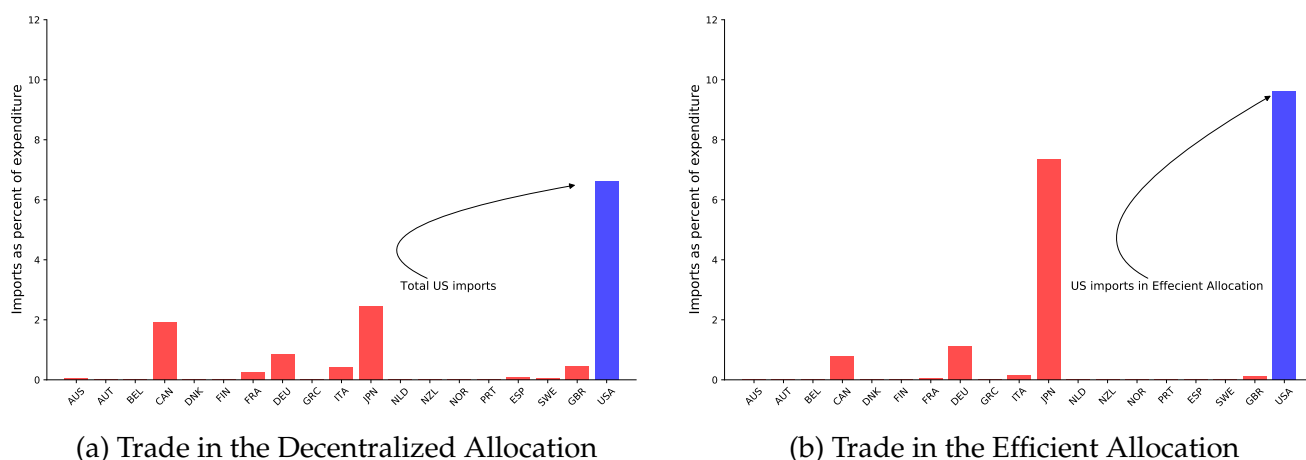 12
10
8
6
4
2
0
Imports as percent of expenditure
Total US imports
AUS AUT BEL CAN DNK FIN FRA DEU GRC ITA JPN NLD NZL NOR PRT ESP SWE GBR USA
(a) Trade in the Decentralized Allocation
12
10
8
6
4
2
0
Imports as percent of expenditure
US imports in Effecient Allocation
AUS AUT BEL CAN DNK FIN FRA DEU GRC ITA JPN NLD NZL NOR PRT ESP SWE GBR USA
(b) Trade in the Efficient Allocation